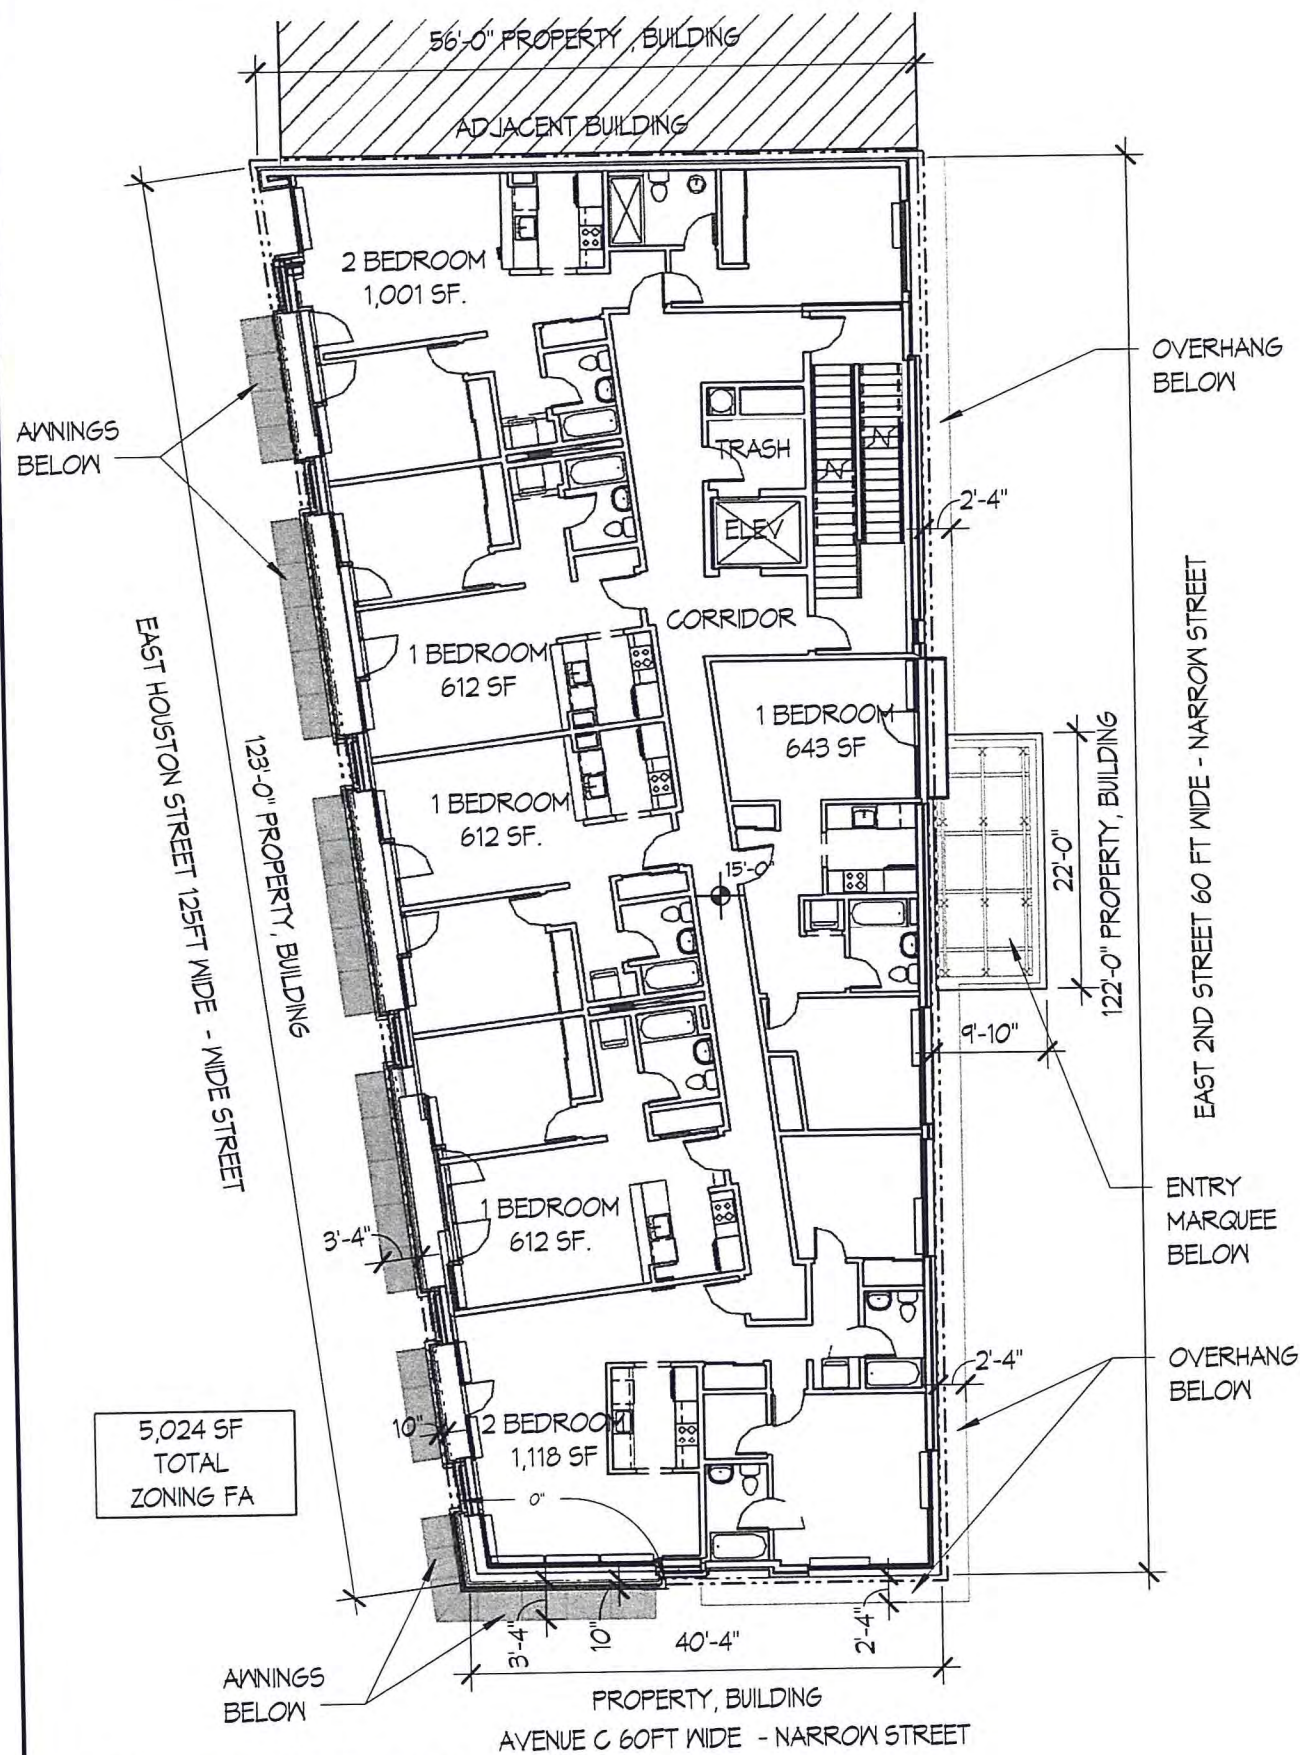 56'-0" PROPERTY, BUILDING
ADJACENT BUILDING
2 BEDROOM
1,001 SF.
OVERHANG
BELOW
AWNINGS
BELOW
TRASH
2'-4"
ELEV
CORRIDOR
1 BEDROOM
612 SF
1 BEDROOM
643 SF
EAST HOUSTON STREET 125FT WIDE - WIDE STREET
123'-0" PROPERTY, BUILDING
1 BEDROOM
612 SF.
15'-0"
22'-0"
122'-0" PROPERTY, BUILDING
EAST 2ND STREET 60 FT WIDE - NARROW STREET
9'-10"
1 BEDROOM
612 SF.
ENTRY
MARQUEE
BELOW
3'-4"
2'-4"
OVERHANG
BELOW
10"
2 BEDROOM
1,118 SF
5,024 SF
TOTAL
ZONING FA
0"
3'-4"
10"
40'-4"
2'-4"
AWNINGS
BELOW
PROPERTY, BUILDING
AVENUE C 60FT WIDE - NARROW STREET